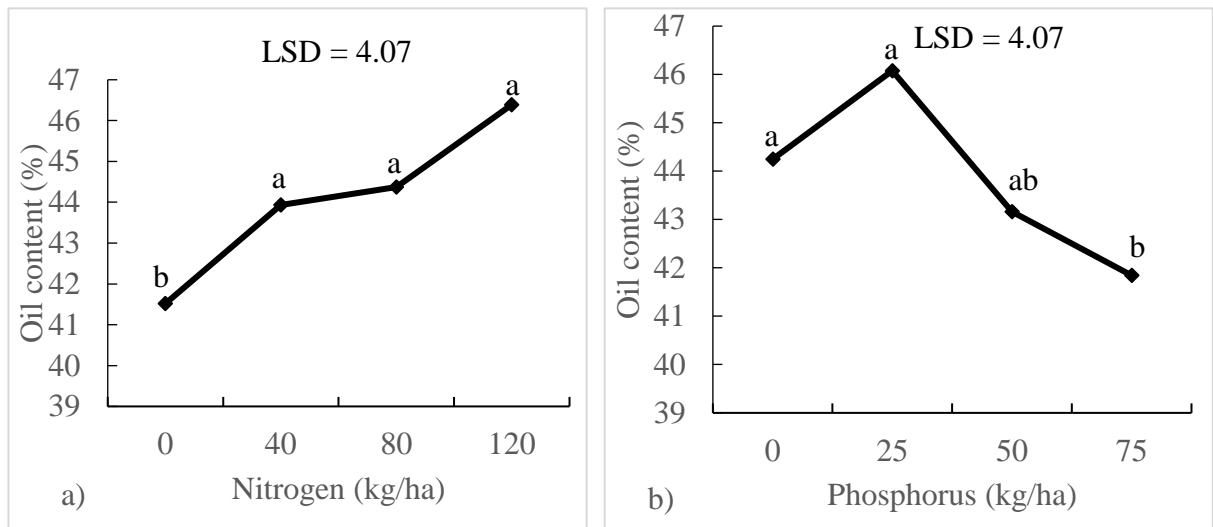 LSD = 4.07
Oil content (%)
47
46
45
44
43
42
41
40
39
b
a
a
a
0 40 80 120
Nitrogen (kg/ha)
a)
LSD = 4.07
Oil content (%)
47
46
45
44
43
42
41
40
39
a
a
ab
b
0 25 50 75
Phosphorus (kg/ha)
b)